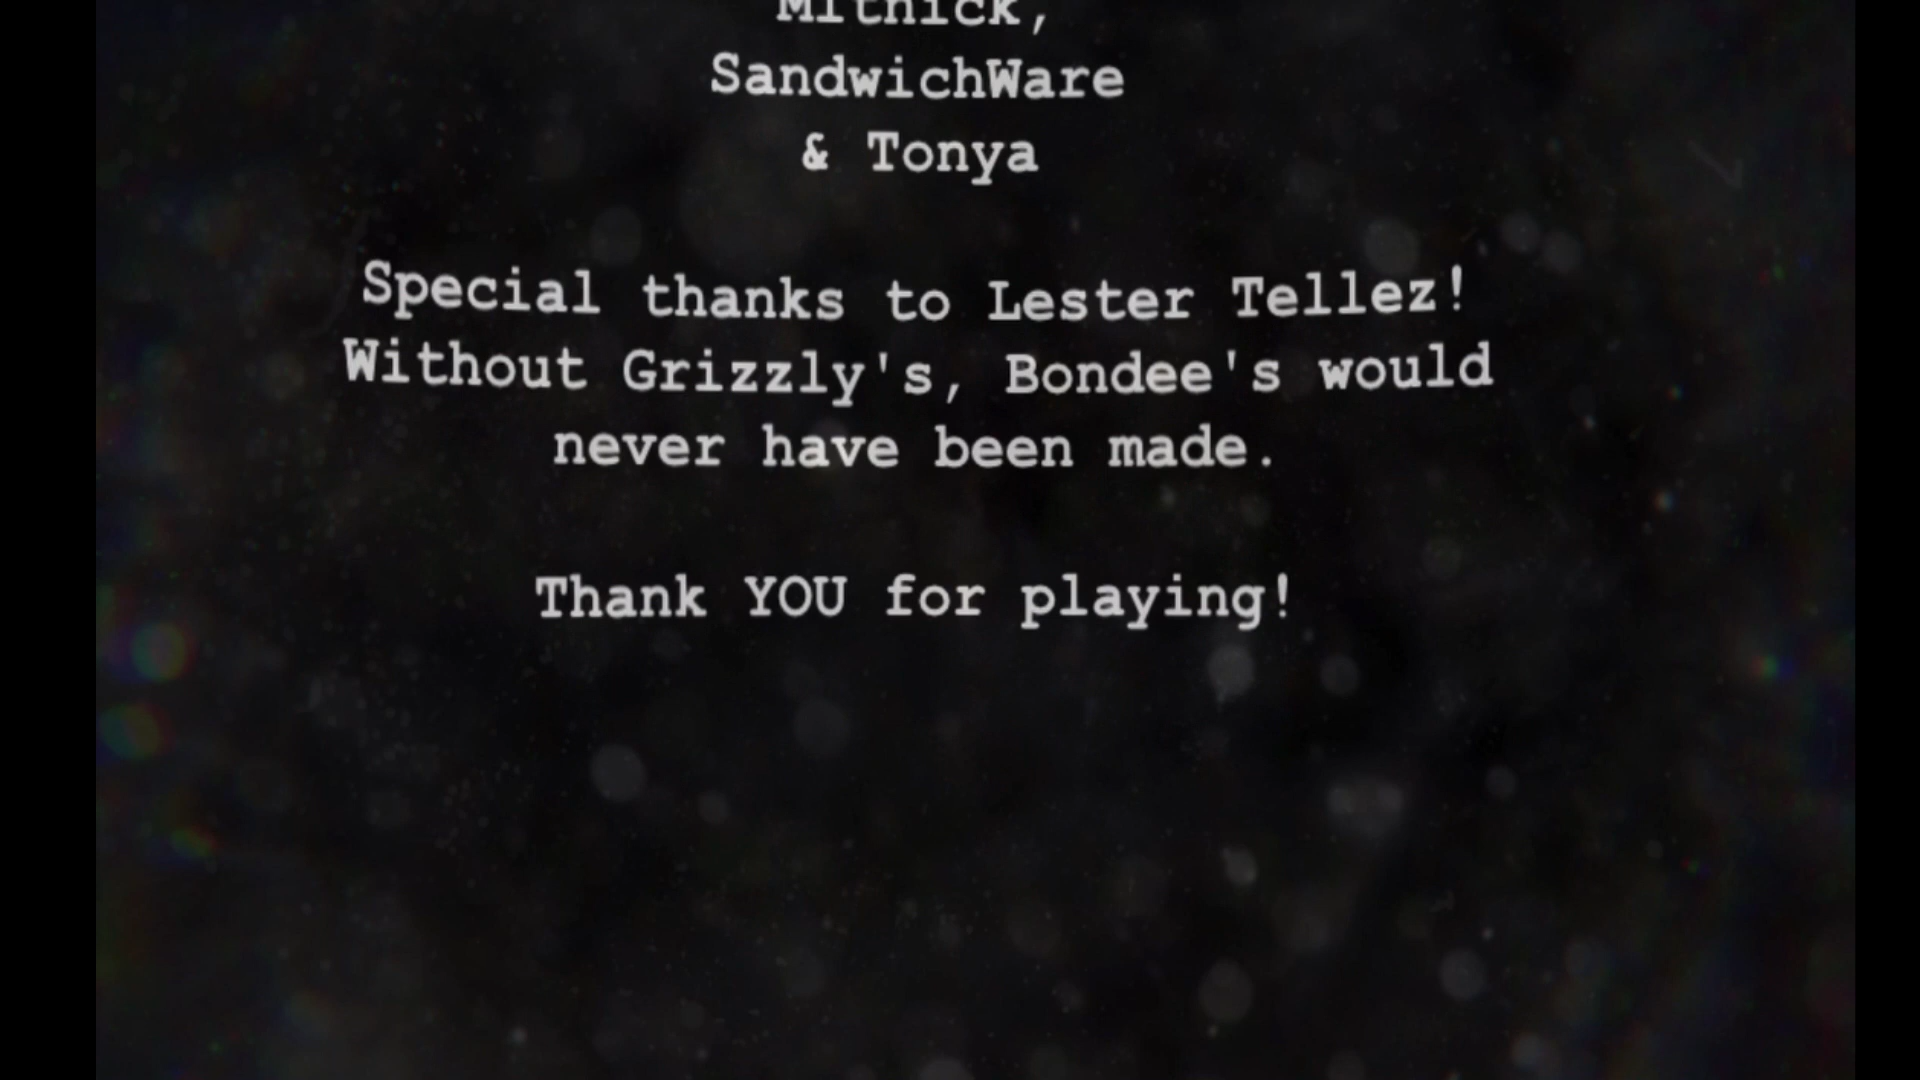 Mitnick,
SandwichWare
& Tonya
Special thanks to Lester Tellez!
Without Grizzly's, Bondee's would
never have been made.
Thank YOU for playing!